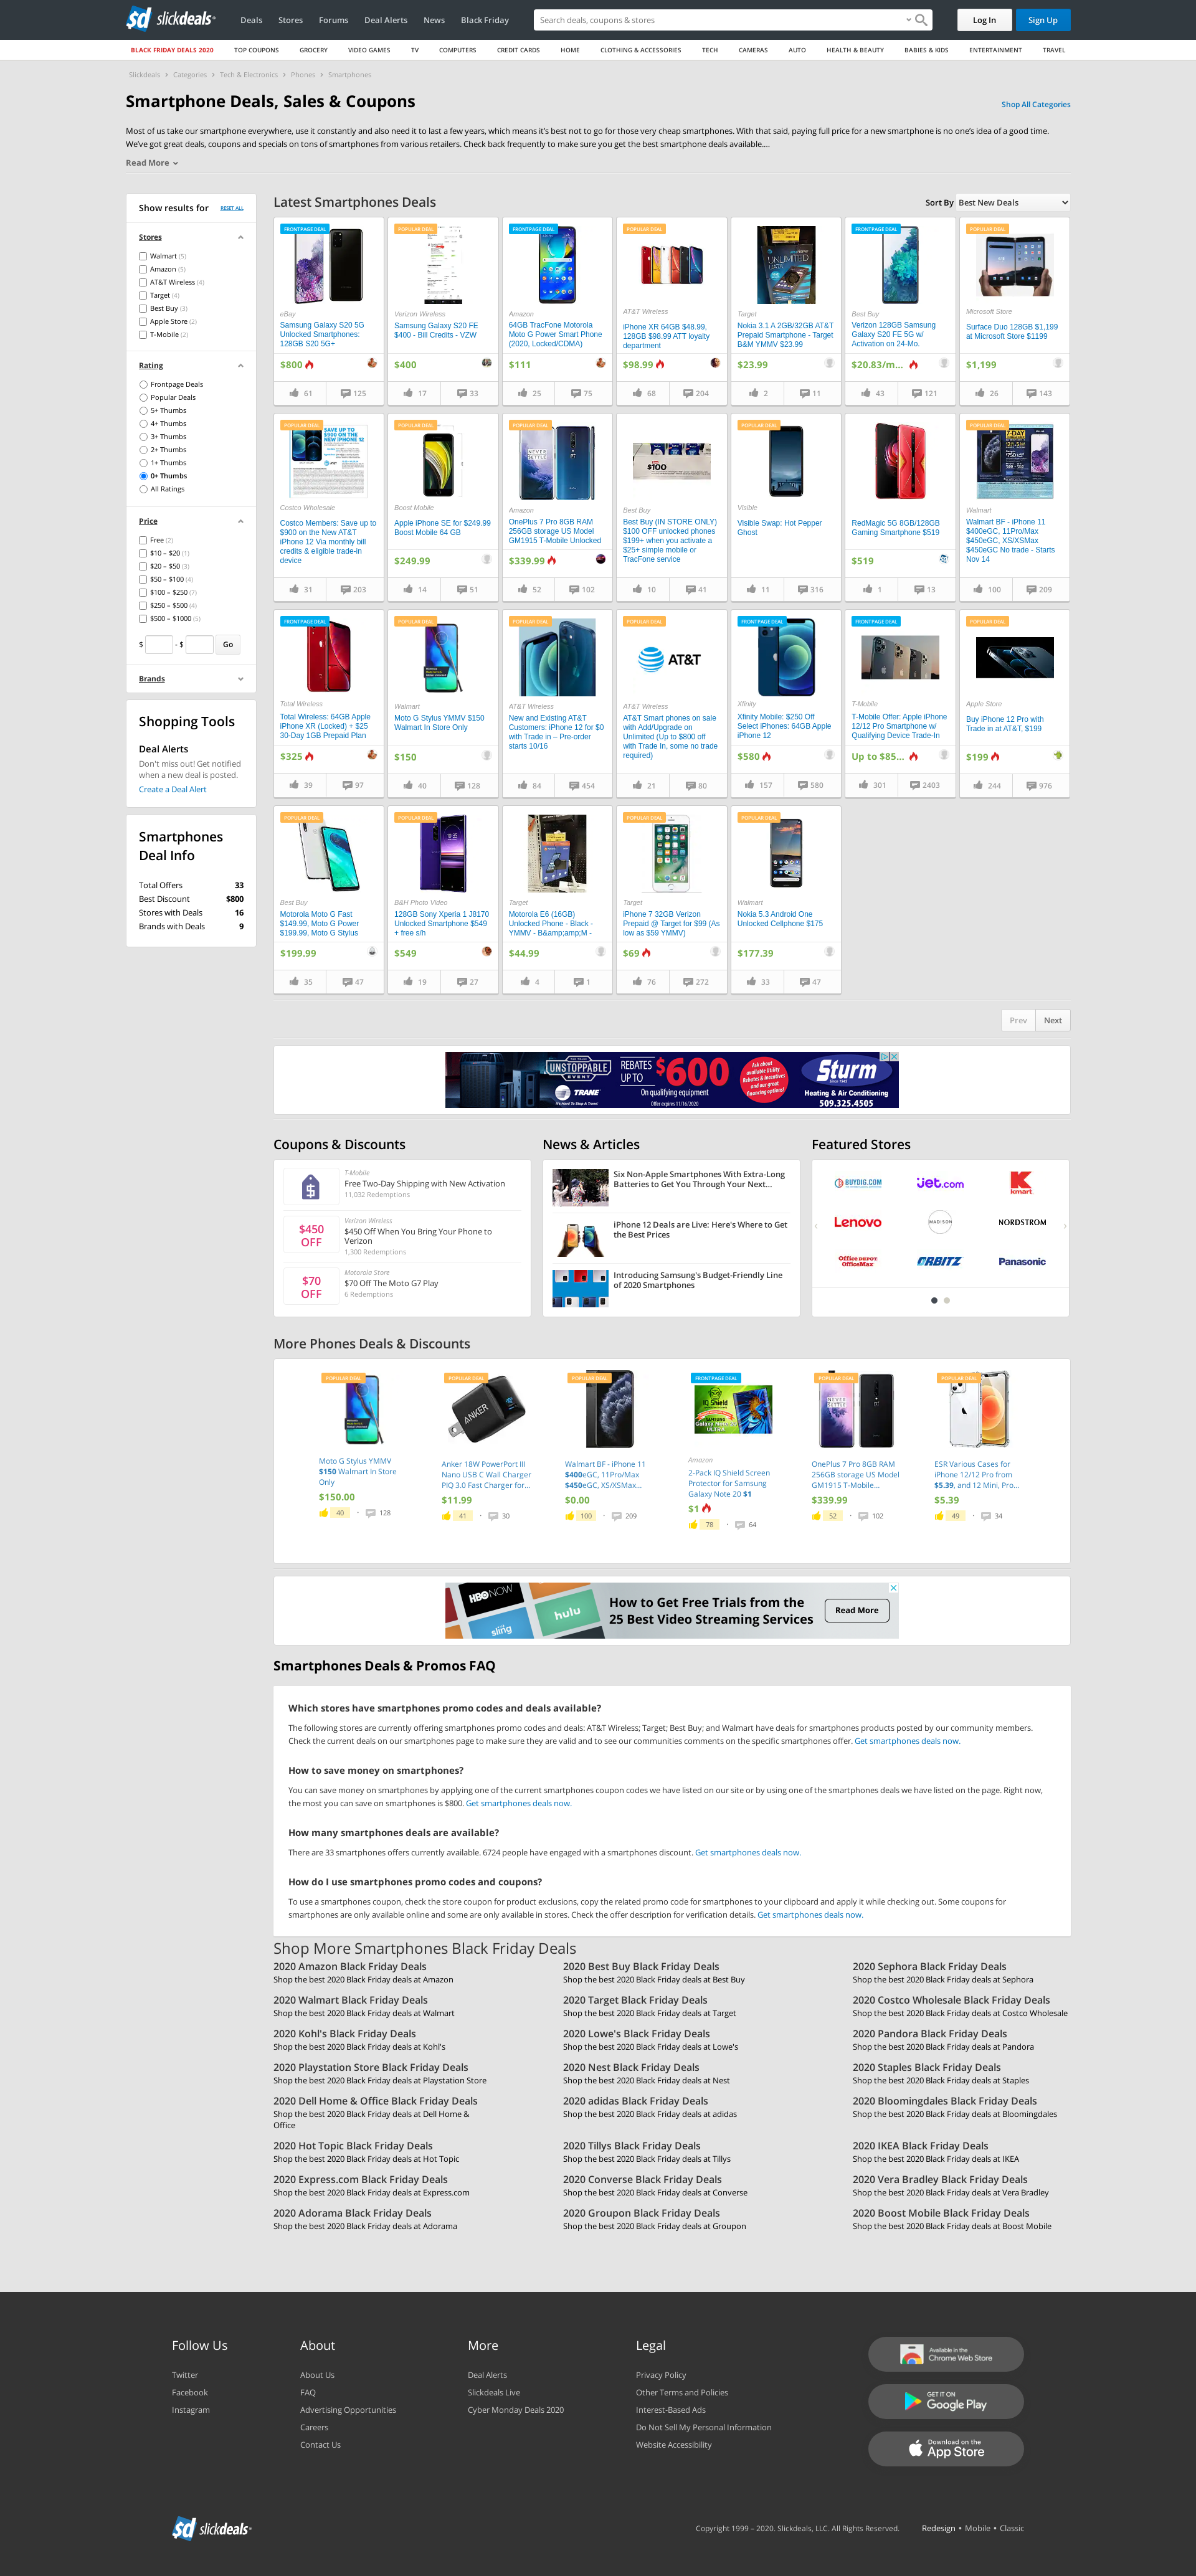 slickdeals
Deals
Stores
Forums
Deal Alerts
News
Black Friday
Search deals, coupons & stores
Log In
Sign Up
BLACK FRIDAY DEALS 2020
TOP COUPONS
GROCERY
VIDEO GAMES
TV
COMPUTERS
CREDIT CARDS
HOME
CLOTHING & ACCESSORIES
TECH
CAMERAS
AUTO
HEALTH & BEAUTY
BABIES & KIDS
ENTERTAINMENT
TRAVEL
Slickdeals > Categories > Tech & Electronics > Phones > Smartphones
Smartphone Deals, Sales & Coupons
Shop All Categories
Most of us take our smartphone everywhere, use it constantly and also need it to last a few years, which means it's best not to go for those very cheap smartphones. With that said, paying full price for a new smartphone is no one's idea of a good time.
We've got great deals, coupons and specials on tons of smartphones from various retailers. Check back frequently to make sure you get the best smartphone deals available....
Read More
Show results for
RESET ALL
Stores
Walmart (5)
Amazon (5)
AT&T Wireless (4)
Target (4)
Best Buy (3)
Apple Store (2)
T-Mobile (2)
Rating
Frontpage Deals
Popular Deals
5+ Thumbs
4+ Thumbs
3+ Thumbs
2+ Thumbs
1+ Thumbs
0+ Thumbs
All Ratings
Price
Free (2)
$10 – $20 (1)
$20 – $50 (3)
$50 – $100 (4)
$100 – $250 (7)
$250 – $500 (4)
$500 – $1000 (5)
$ - $ Go
Brands
Shopping Tools
Deal Alerts
Don't miss out! Get notified
when a new deal is posted.
Create a Deal Alert
Smartphones
Deal Info
Total Offers 33
Best Discount $800
Stores with Deals 16
Brands with Deals 9
Latest Smartphones Deals
Sort By Best New Deals
FRONTPAGE DEAL
eBay
Samsung Galaxy S20 5G
Unlocked Smartphones:
128GB S20 5G+
$800
61 125
POPULAR DEAL
Verizon Wireless
Samsung Galaxy S20 FE
$400 - Bill Credits - VZW
$400
17 33
FRONTPAGE DEAL
Amazon
64GB TracFone Motorola
Moto G Power Smart Phone
(2020, Locked/CDMA)
$111
25 75
POPULAR DEAL
AT&T Wireless
iPhone XR 64GB $48.99,
128GB $98.99 ATT loyalty
department
$98.99
68 204
UNLIMITED
DATA
Target
Nokia 3.1 A 2GB/32GB AT&T
Prepaid Smartphone - Target
B&M YMMV $23.99
$23.99
2 11
FRONTPAGE DEAL
Best Buy
Verizon 128GB Samsung
Galaxy S20 FE 5G w/
Activation on 24-Mo.
$20.83/m...
43 121
POPULAR DEAL
Microsoft Store
Surface Duo 128GB $1,199
at Microsoft Store $1199
$1,199
26 143
POPULAR DEAL
SAVE UP TO
$900 ON THE
NEW IPHONE 12
Costco Wholesale
Costco Members: Save up to
$900 on the New AT&T
iPhone 12 Via monthly bill
credits & eligible trade-in
device
31 203
POPULAR DEAL
Boost Mobile
Apple iPhone SE for $249.99
Boost Mobile 64 GB
$249.99
14 51
POPULAR DEAL
NEVER
SETTLE
Amazon
OnePlus 7 Pro 8GB RAM
256GB storage US Model
GM1915 T-Mobile Unlocked
$339.99
52 102
$100
Best Buy
Best Buy (IN STORE ONLY)
$100 OFF unlocked phones
$199+ when you activate a
$25+ simple mobile or
TracFone service
10 41
POPULAR DEAL
Visible
Visible Swap: Hot Pepper
Ghost
11 316
RedMagic 5G 8GB/128GB
Gaming Smartphone $519
$519
1 13
POPULAR DEAL
Walmart
Walmart BF - iPhone 11
$400eGC, 11Pro/Max
$450eGC, XS/XSMax
$450eGC No trade - Starts
Nov 14
100 209
FRONTPAGE DEAL
Total Wireless
Total Wireless: 64GB Apple
iPhone XR (Locked) + $25
30-Day 1GB Prepaid Plan
$325
39 97
POPULAR DEAL
Walmart
Moto G Stylus YMMV $150
Walmart In Store Only
$150
40 128
POPULAR DEAL
AT&T Wireless
New and Existing AT&T
Customers: iPhone 12 for $0
with Trade in – Pre-order
starts 10/16
84 454
POPULAR DEAL
AT&T
AT&T Wireless
AT&T Smart phones on sale
with Add/Upgrade on
Unlimited (Up to $800 off
with Trade In, some no trade
required)
21 80
FRONTPAGE DEAL
Xfinity
Xfinity Mobile: $250 Off
Select iPhones: 64GB Apple
iPhone 12
$580
157 580
FRONTPAGE DEAL
T-Mobile
T-Mobile Offer: Apple iPhone
12/12 Pro Smartphone w/
Qualifying Device Trade-In
Up to $85...
301 2403
POPULAR DEAL
Apple Store
Buy iPhone 12 Pro with
Trade in at AT&T, $199
$199
244 976
POPULAR DEAL
Best Buy
Motorola Moto G Fast
$149.99, Moto G Power
$199.99, Moto G Stylus
$199.99
35 47
POPULAR DEAL
B&H Photo Video
128GB Sony Xperia 1 J8170
Unlocked Smartphone $549
+ free s/h
$549
19 27
Target
Motorola E6 (16GB)
Unlocked Phone - Black -
YMMV - B&amp;amp;M -
$44.99
4 1
POPULAR DEAL
Target
iPhone 7 32GB Verizon
Prepaid @ Target for $99 (As
low as $59 YMMV)
$69
76 272
POPULAR DEAL
Walmart
Nokia 5.3 Android One
Unlocked Cellphone $175
$177.39
33 47
Prev Next
UNSTOPPABLE
EVENT
TRANE
REBATES
UP TO $600
On qualifying equipment
Offer expires 11/16/2020
Ask about
available Utility
Rebates & Incentives
and our great
financing options!
Sturm
Heating & Air Conditioning
509.325.4505
Coupons & Discounts
T-Mobile
Free Two-Day Shipping with New Activation
11,032 Redemptions
$450
OFF
Verizon Wireless
$450 Off When You Bring Your Phone to
Verizon
1,300 Redemptions
$70
OFF
Motorola Store
$70 Off The Moto G7 Play
6 Redemptions
News & Articles
Six Non-Apple Smartphones With Extra-Long
Batteries to Get You Through Your Next...
iPhone 12 Deals are Live: Here's Where to Get
the Best Prices
Introducing Samsung's Budget-Friendly Line
of 2020 Smartphones
Featured Stores
BUYDIG.COM
Jet.com
Kmart
Lenovo
MADISON
NORDSTROM
Office DEPOT
OfficeMax
ORBITZ
Panasonic
More Phones Deals & Discounts
POPULAR DEAL
Moto G Stylus YMMV
$150 Walmart In Store
Only
$150.00
40 · 128
POPULAR DEAL
ANKER
Anker 18W PowerPort III
Nano USB C Wall Charger
PIQ 3.0 Fast Charger for...
$11.99
41 · 30
POPULAR DEAL
Walmart BF - iPhone 11
$400eGC, 11Pro/Max
$450eGC, XS/XSMax...
$0.00
100 · 209
FRONTPAGE DEAL
IQ Shield
Galaxy Note 20
ULTRA
Amazon
2-Pack IQ Shield Screen
Protector for Samsung
Galaxy Note 20 $1
$1
78 · 64
POPULAR DEAL
NEVER
SETTLE
OnePlus 7 Pro 8GB RAM
256GB storage US Model
GM1915 T-Mobile...
$339.99
52 · 102
POPULAR DEAL
ESR Various Cases for
iPhone 12/12 Pro from
$5.39, and 12 Mini, Pro...
$5.39
49 · 34
HBO NOW
hulu
sling
How to Get Free Trials from the
25 Best Video Streaming Services
Read More
Smartphones Deals & Promos FAQ
Which stores have smartphones promo codes and deals available?
The following stores are currently offering smartphones promo codes and deals: AT&T Wireless; Target; Best Buy; and Walmart have deals for smartphones products posted by our community members.
Check the current deals on our smartphones page to make sure they are valid and to see our communities comments on the specific smartphones offer. Get smartphones deals now.
How to save money on smartphones?
You can save money on smartphones by applying one of the current smartphones coupon codes we have listed on our site or by using one of the smartphones deals we have listed on the page. Right now,
the most you can save on smartphones is $800. Get smartphones deals now.
How many smartphones deals are available?
There are 33 smartphones offers currently available. 6724 people have engaged with a smartphones discount. Get smartphones deals now.
How do I use smartphones promo codes and coupons?
To use a smartphones coupon, check the store coupon for product exclusions, copy the related promo code for smartphones to your clipboard and apply it while checking out. Some coupons for
smartphones are only available online and some are only available in stores. Check the offer description for verification details. Get smartphones deals now.
Shop More Smartphones Black Friday Deals
2020 Amazon Black Friday Deals
Shop the best 2020 Black Friday deals at Amazon
2020 Best Buy Black Friday Deals
Shop the best 2020 Black Friday deals at Best Buy
2020 Sephora Black Friday Deals
Shop the best 2020 Black Friday deals at Sephora
2020 Walmart Black Friday Deals
Shop the best 2020 Black Friday deals at Walmart
2020 Target Black Friday Deals
Shop the best 2020 Black Friday deals at Target
2020 Costco Wholesale Black Friday Deals
Shop the best 2020 Black Friday deals at Costco Wholesale
2020 Kohl's Black Friday Deals
Shop the best 2020 Black Friday deals at Kohl's
2020 Lowe's Black Friday Deals
Shop the best 2020 Black Friday deals at Lowe's
2020 Pandora Black Friday Deals
Shop the best 2020 Black Friday deals at Pandora
2020 Playstation Store Black Friday Deals
Shop the best 2020 Black Friday deals at Playstation Store
2020 Nest Black Friday Deals
Shop the best 2020 Black Friday deals at Nest
2020 Staples Black Friday Deals
Shop the best 2020 Black Friday deals at Staples
2020 Dell Home & Office Black Friday Deals
Shop the best 2020 Black Friday deals at Dell Home &
Office
2020 adidas Black Friday Deals
Shop the best 2020 Black Friday deals at adidas
2020 Bloomingdales Black Friday Deals
Shop the best 2020 Black Friday deals at Bloomingdales
2020 Hot Topic Black Friday Deals
Shop the best 2020 Black Friday deals at Hot Topic
2020 Tillys Black Friday Deals
Shop the best 2020 Black Friday deals at Tillys
2020 IKEA Black Friday Deals
Shop the best 2020 Black Friday deals at IKEA
2020 Express.com Black Friday Deals
Shop the best 2020 Black Friday deals at Express.com
2020 Converse Black Friday Deals
Shop the best 2020 Black Friday deals at Converse
2020 Vera Bradley Black Friday Deals
Shop the best 2020 Black Friday deals at Vera Bradley
2020 Adorama Black Friday Deals
Shop the best 2020 Black Friday deals at Adorama
2020 Groupon Black Friday Deals
Shop the best 2020 Black Friday deals at Groupon
2020 Boost Mobile Black Friday Deals
Shop the best 2020 Black Friday deals at Boost Mobile
Follow Us
Twitter
Facebook
Instagram
About
About Us
FAQ
Advertising Opportunities
Careers
Contact Us
More
Deal Alerts
Slickdeals Live
Cyber Monday Deals 2020
Legal
Privacy Policy
Other Terms and Policies
Interest-Based Ads
Do Not Sell My Personal Information
Website Accessibility
Available in the
Chrome Web Store
GET IT ON
Google Play
Download on the
App Store
slickdeals
Copyright 1999 – 2020. Slickdeals, LLC. All Rights Reserved.
Redesign • Mobile • Classic